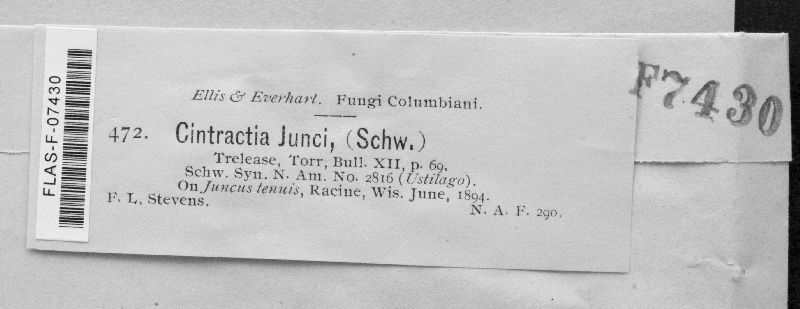 FLAS-F-07430
F7430
Ellis & Everhart. Fungi Columbiani.
472. Cintractia Junci, (Schw.)
Trelease, Torr, Bull. XII, p. 69.
Schw. Syn. N. Am. No. 2816 (Ustilago).
On Juncus tenuis, Racine, Wis. June, 1894.
F. L. Stevens.
N. A. F. 290.